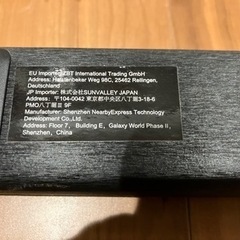 EU Importer: ZBT International Trading GmbH
Address: Halstenbeker Weg 98C, 25462 Rellingen,
Deutschland
JP Importer: 株式会社SUNVALLEY JAPAN
Address: 〒104-0042 東京都中央区八丁堀3-18-6
PMO八丁堀Ⅱ 9F
Manufacturer: Shenzhen NearbyExpress Technology
Development Co.,Ltd.
Address: Floor 7, Building E, Galaxy World Phase II,
Shenzhen, China